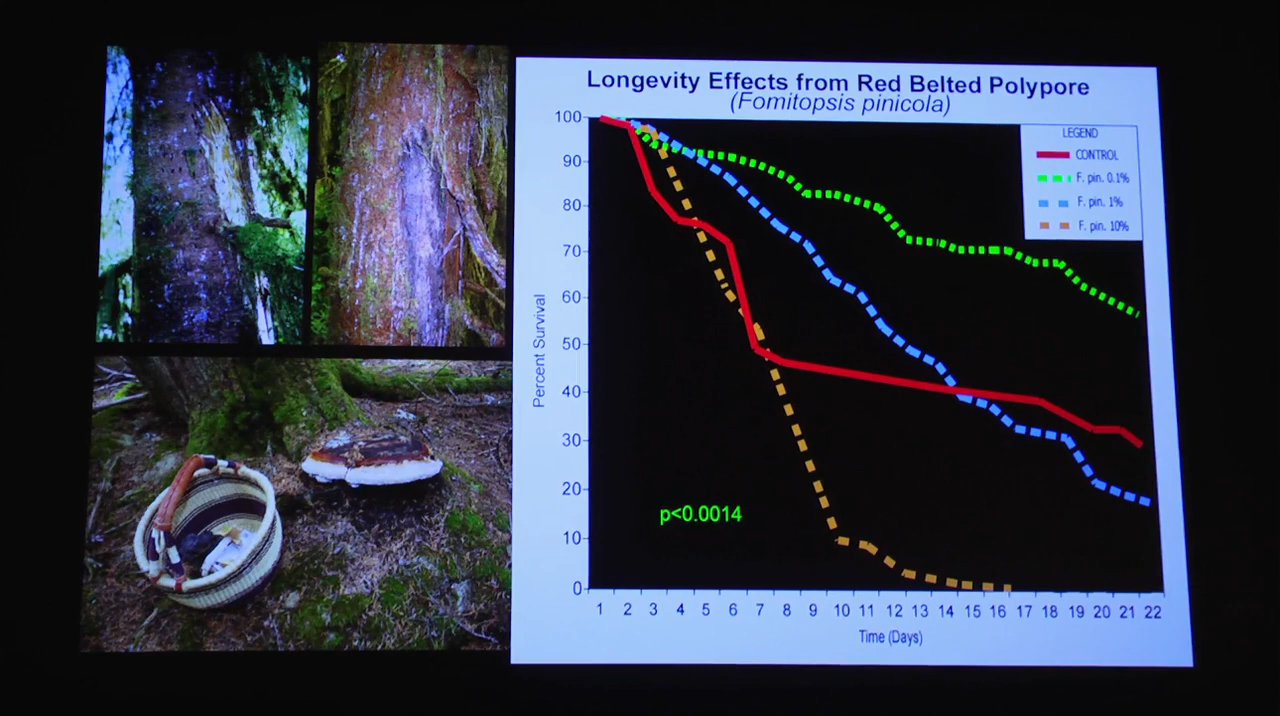 Longevity Effects from Red Belted Polypore
(Fomitopsis pinicola)
LEGEND
CONTROL
F. pin. 0.1%
F. pin. 1%
F. pin. 10%
Percent Survival
100
90
80
70
60
50
40
30
20
10
0
p<0.0014
1 2 3 4 5 6 7 8 9 10 11 12 13 14 15 16 17 18 19 20 21 22
Time (Days)